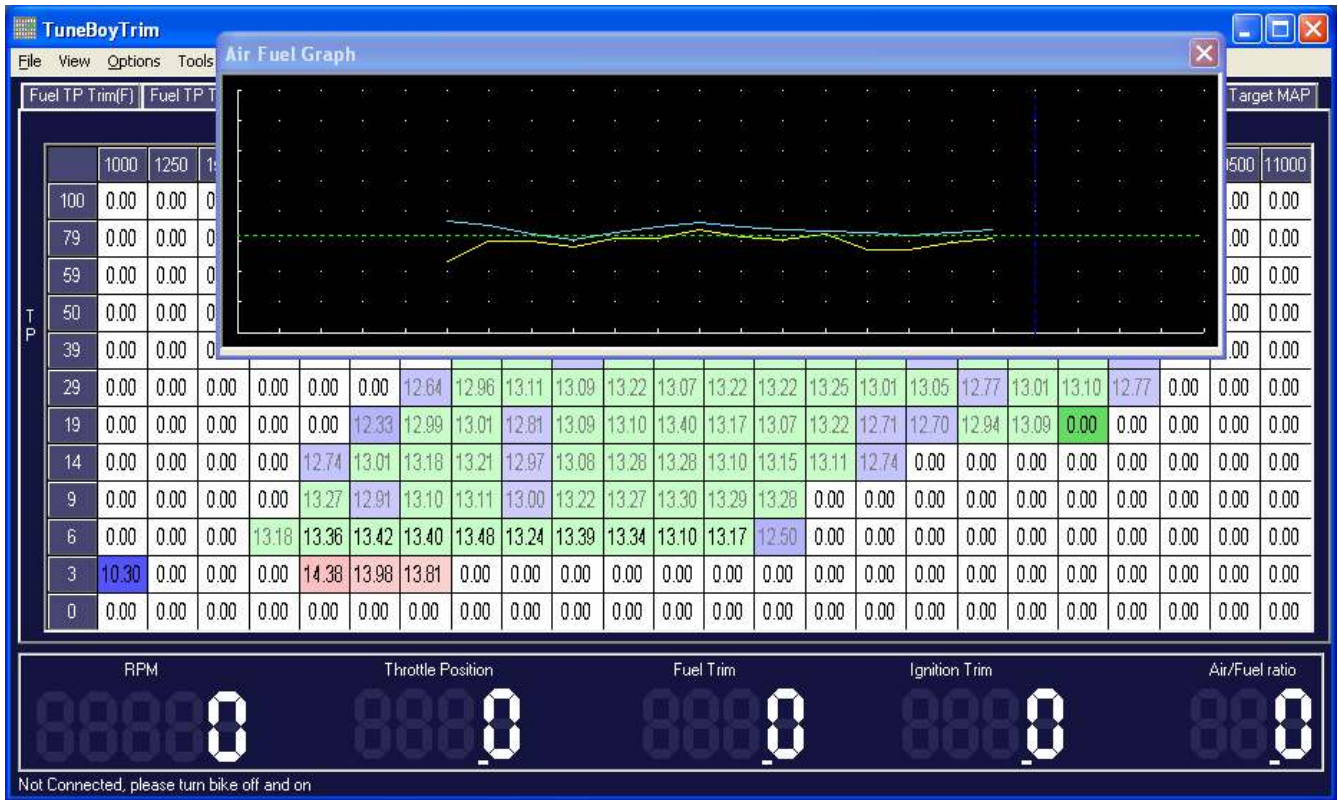 TuneBoyTrim
Air Fuel Graph
File View Options Tools
Fuel TP Trim(F) Fuel TP T Target MAP
1000 1250 500 11000
100 0.00 0.00 0 .00 0.00
79 0.00 0.00 0 .00 0.00
59 0.00 0.00 0 .00 0.00
TP
50 0.00 0.00 0 .00 0.00
39 0.00 0.00 0 .00 0.00
29 0.00 0.00 0.00 0.00 0.00 0.00 12.64 12.96 13.11 13.09 13.22 13.07 13.22 13.22 13.25 13.01 13.05 12.77 13.01 13.10 12.77 0.00 0.00 0.00
19 0.00 0.00 0.00 0.00 0.00 12.33 12.99 13.01 12.81 13.09 13.10 13.40 13.17 13.07 13.22 12.71 12.70 12.94 13.09 0.00 0.00 0.00 0.00 0.00
14 0.00 0.00 0.00 0.00 12.74 13.01 13.18 13.21 12.97 13.08 13.28 13.28 13.10 13.15 13.11 12.74 0.00 0.00 0.00 0.00 0.00 0.00 0.00 0.00
9 0.00 0.00 0.00 0.00 13.27 12.91 13.10 13.11 13.00 13.22 13.27 13.30 13.29 13.28 0.00 0.00 0.00 0.00 0.00 0.00 0.00 0.00 0.00 0.00
6 0.00 0.00 0.00 13.18 13.36 13.42 13.40 13.48 13.24 13.39 13.34 13.10 13.17 12.50 0.00 0.00 0.00 0.00 0.00 0.00 0.00 0.00 0.00 0.00
3 10.30 0.00 0.00 0.00 14.38 13.98 13.81 0.00 0.00 0.00 0.00 0.00 0.00 0.00 0.00 0.00 0.00 0.00 0.00 0.00 0.00 0.00 0.00 0.00
0 0.00 0.00 0.00 0.00 0.00 0.00 0.00 0.00 0.00 0.00 0.00 0.00 0.00 0.00 0.00 0.00 0.00 0.00 0.00 0.00 0.00 0.00 0.00 0.00
RPM Throttle Position Fuel Trim Ignition Trim Air/Fuel ratio
0 .0 .0 .0 .0
Not Connected, please turn bike off and on